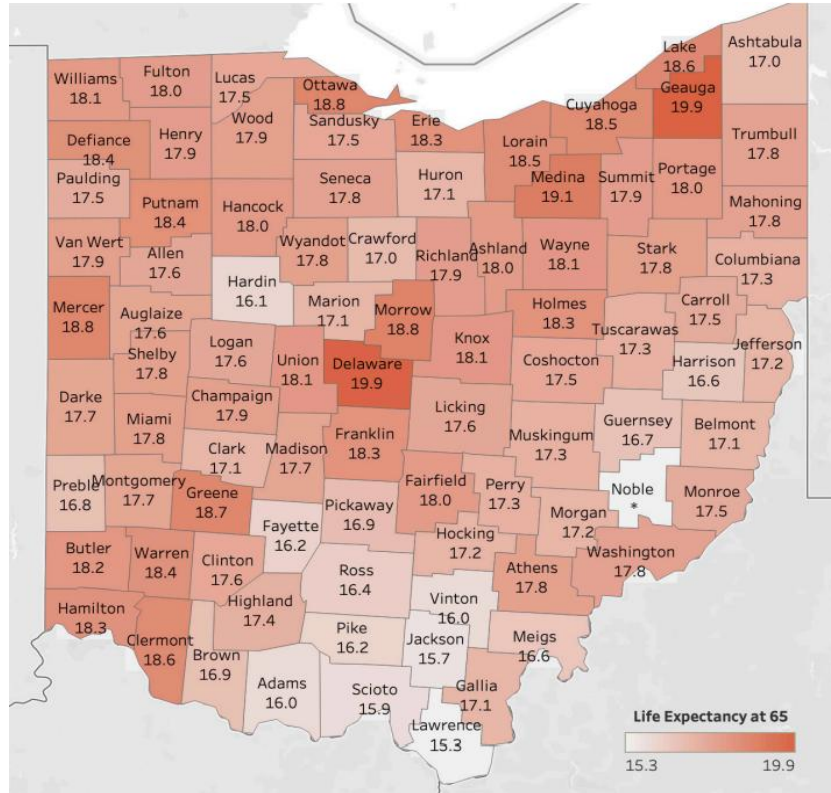 Williams
18.1
Fulton
18.0
Lucas
17.5
Ottawa
18.8
Lake
18.6
Geauga
19.9
Ashtabula
17.0
Defiance
18.4
Henry
17.9
Wood
17.9
Sandusky
17.5
Erie
18.3
Lorain
18.5
Cuyahoga
18.5
Trumbull
17.8
Paulding
17.5
Putnam
18.4
Hancock
18.0
Seneca
17.8
Huron
17.1
Medina
19.1
Summit
17.9
Portage
18.0
Mahoning
17.8
Van Wert
17.9
Allen
17.6
Wyandot
17.8
Crawford
17.0
Richland
17.9
Ashland
18.0
Wayne
18.1
Stark
17.8
Columbiana
17.3
Hardin
16.1
Mercer
18.8
Auglaize
17.6
Marion
17.1
Morrow
18.8
Holmes
18.3
Tuscarawas
17.3
Carroll
17.5
Jefferson
17.2
Shelby
17.8
Logan
17.6
Union
18.1
Delaware
19.9
Knox
18.1
Coshocton
17.5
Harrison
16.6
Darke
17.7
Miami
17.8
Champaign
17.9
Licking
17.6
Guernsey
16.7
Belmont
17.1
Clark
17.1
Madison
17.7
Franklin
18.3
Muskingum
17.3
Preble
16.8
Montgomery
17.7
Greene
18.7
Fayette
16.2
Pickaway
16.9
Fairfield
18.0
Perry
17.3
Morgan
17.2
Noble
*
Monroe
17.5
Butler
18.2
Warren
18.4
Clinton
17.6
Hocking
17.2
Washington
17.8
Ross
16.4
Athens
17.8
Vinton
16.0
Hamilton
18.3
Clermont
18.6
Highland
17.4
Brown
16.9
Pike
16.2
Jackson
15.7
Meigs
16.6
Adams
16.0
Scioto
15.9
Gallia
17.1
Lawrence
15.3
Life Expectancy at 65
15.3 19.9